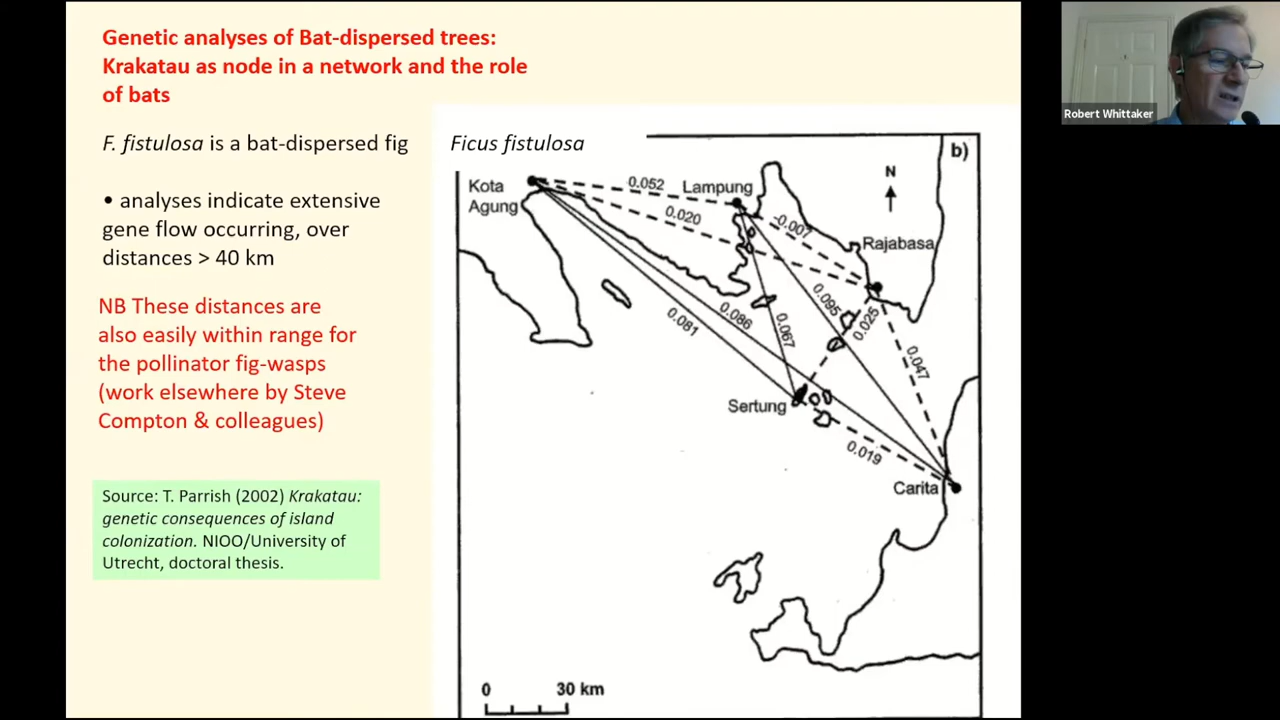 Genetic analyses of Bat-dispersed trees:
Krakatau as node in a network and the role
of bats
F. fistulosa is a bat-dispersed fig
• analyses indicate extensive
gene flow occurring, over
distances > 40 km
NB These distances are
also easily within range for
the pollinator fig-wasps
(work elsewhere by Steve
Compton & colleagues)
Source: T. Parrish (2002) Krakatau:
genetic consequences of island
colonization. NIOO/University of
Utrecht, doctoral thesis.
Ficus fistulosa
b)
N
Kota
Agung
0.052
Lampung
0.020
-0.007
Rajabasa
0.095
0.025
0.086
0.081
0.067
0.047
Sertung
0.019
Carita
0
30 km
Robert Whittaker